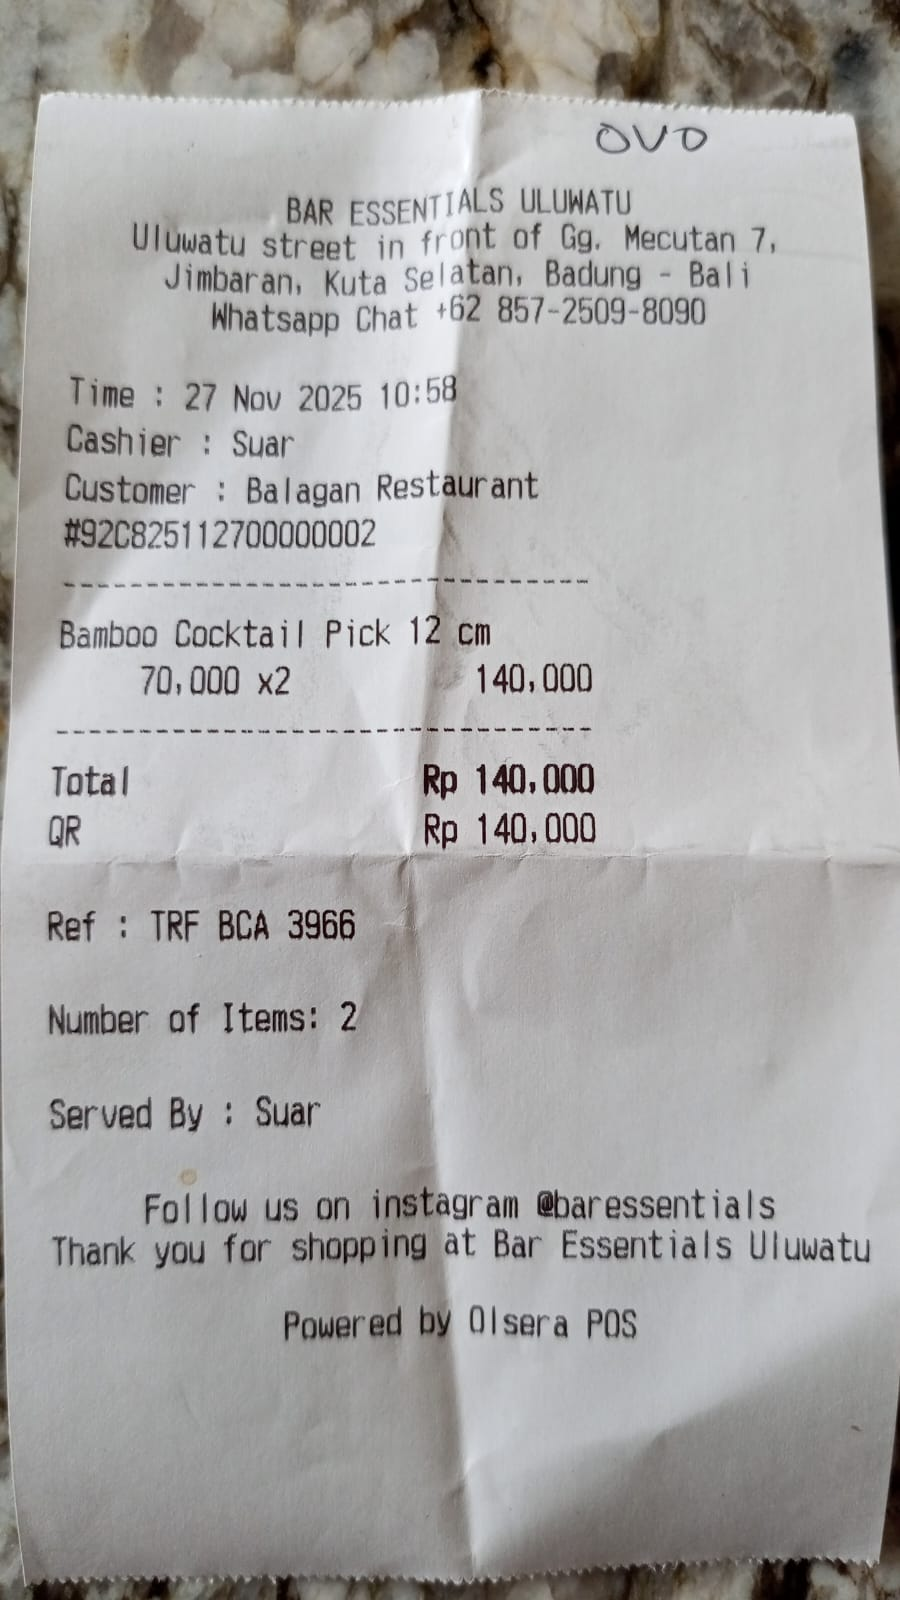 OVO
BAR ESSENTIALS ULUWATU
Uluwatu street in front of Gg. Mecutan 7,
Jimbaran, Kuta Selatan, Badung - Bali
Whatsapp Chat +62 857-2509-8090
Time : 27 Nov 2025 10:58
Cashier : Suar
Customer : Balagan Restaurant
#92C825112700000002
--------------------------------
Bamboo Cocktail Pick 12 cm
70,000 x2 140,000
--------------------------------
Total Rp 140,000
QR Rp 140,000
Ref : TRF BCA 3966
Number of Items: 2
Served By : Suar
Follow us on instagram @baressentials
Thank you for shopping at Bar Essentials Uluwatu
Powered by Olsera POS